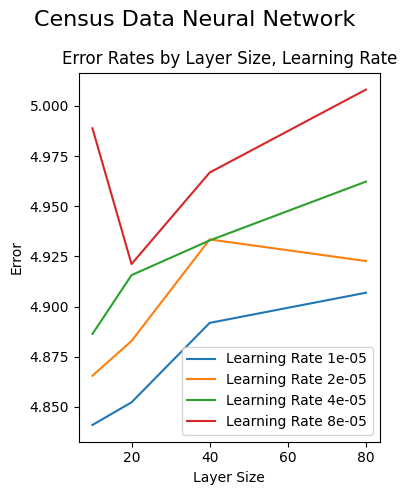 Census Data Neural Network
Error Rates by Layer Size, Learning Rate
5.000
4.975
4.950
4.925
4.900
4.875
4.850
Error
Learning Rate 1e-05
Learning Rate 2e-05
Learning Rate 4e-05
Learning Rate 8e-05
20 40 60 80
Layer Size